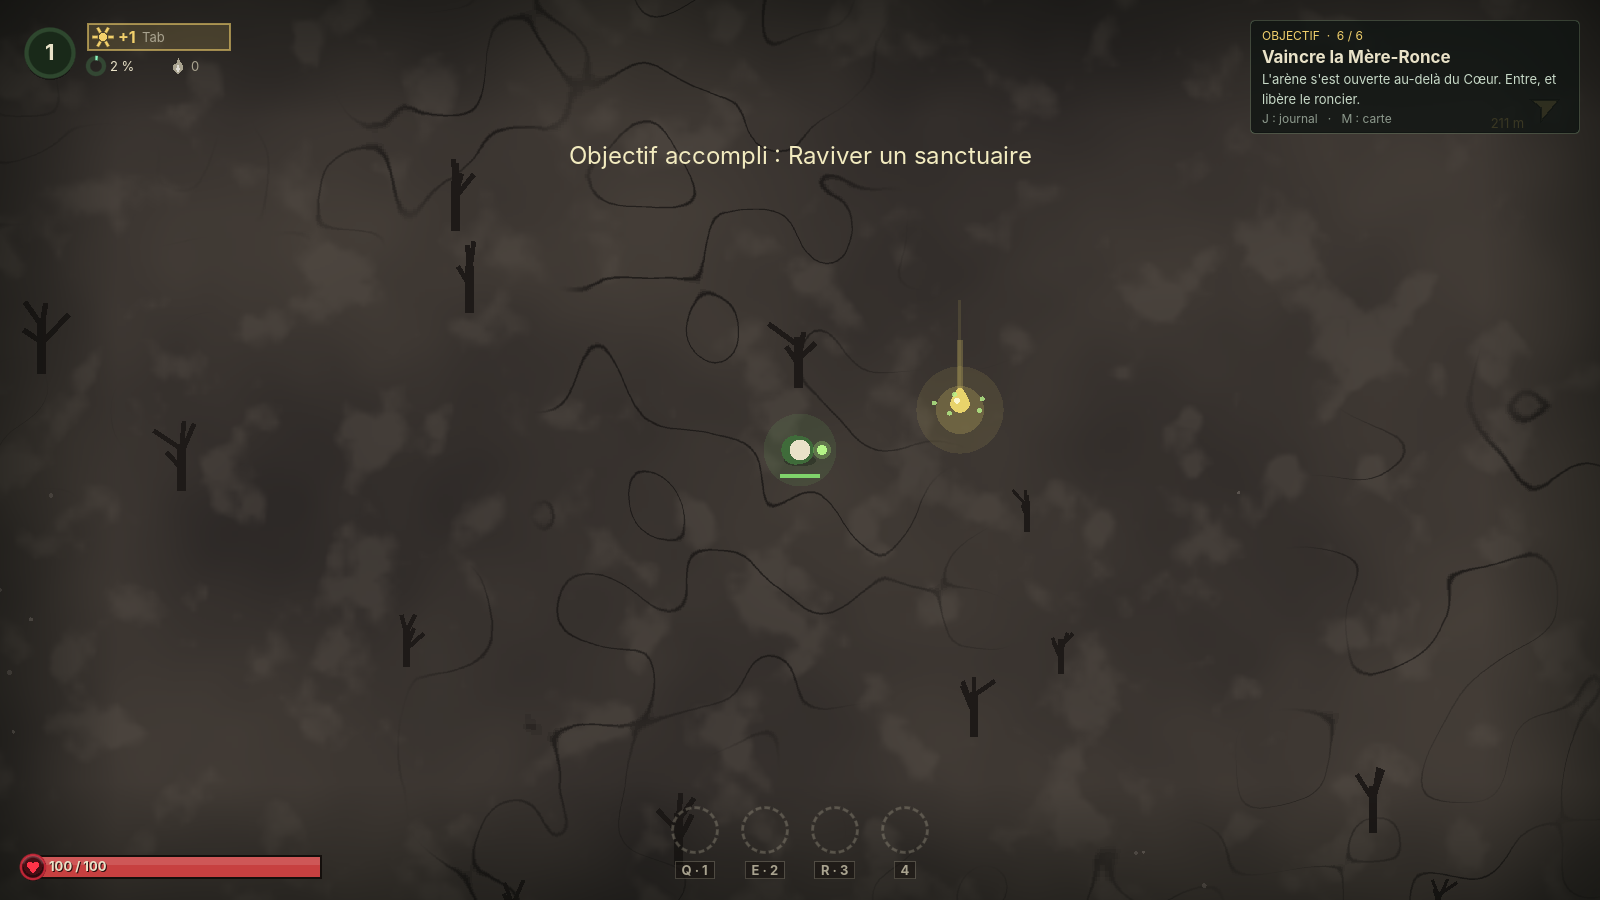 1
+1 Tab
2 %
0
OBJECTIF · 6 / 6
Vaincre la Mère-Ronce
L'arène s'est ouverte au-delà du Cœur. Entre, et
libère le roncier.
J : journal · M : carte
211 m
Objectif accompli : Raviver un sanctuaire
100 / 100
Q · 1
E · 2
R · 3
4